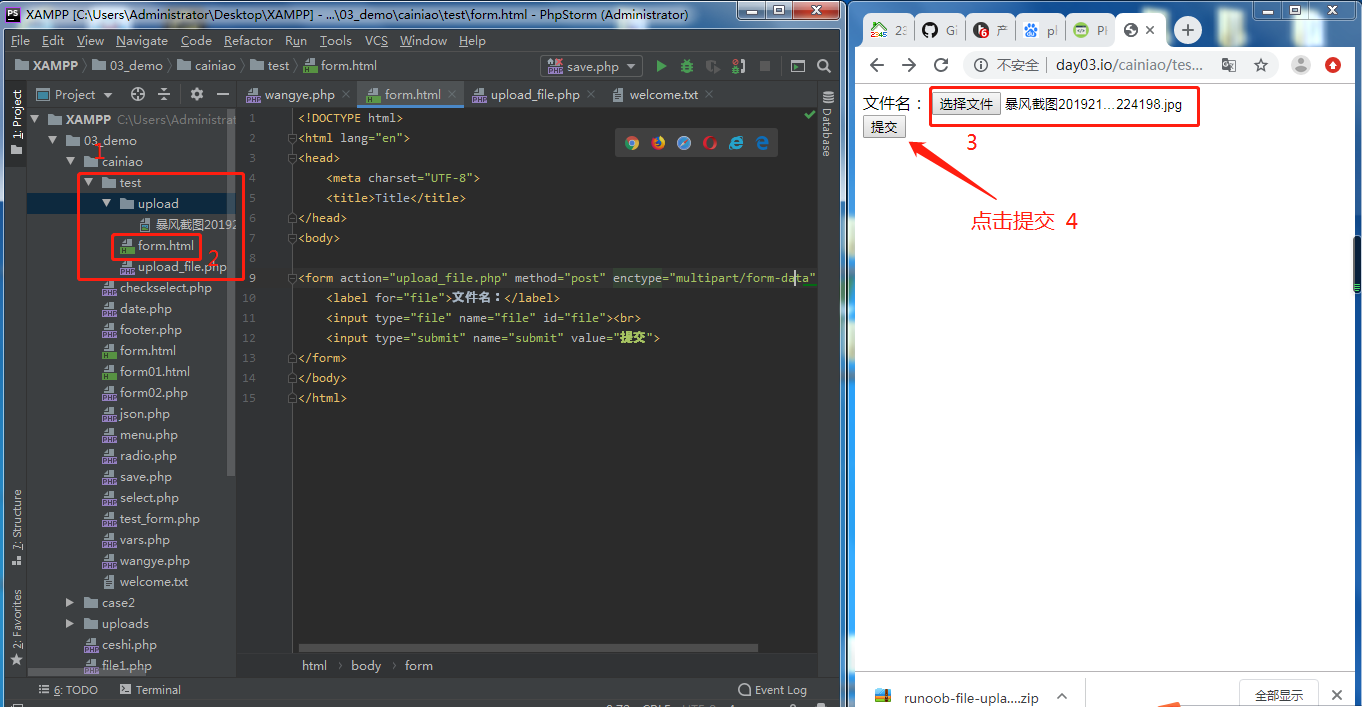 XAMPP [C:\Users\Administrator\Desktop\XAMPP] - ...\03_demo\cainiao\test\form.html - PhpStorm (Administrator)
File Edit View Navigate Code Refactor Run Tools VCS Window Help
XAMPP 03_demo cainiao test form.html save.php
Project
wangye.php form.html upload_file.php welcome.txt
1: Project
7: Structure
2: Favorites
Database
XAMPP C:\Users\Administrat
03_demo
1
cainiao
test
upload
暴风截图20192
form.html
2
upload_file.php
checkselect.php
date.php
footer.php
form.html
form01.html
form02.php
json.php
menu.php
radio.php
save.php
select.php
test_form.php
vars.php
wangye.php
welcome.txt
case2
uploads
ceshi.php
file1.php
1 <!DOCTYPE html>
2 <html lang="en">
3 <head>
4 <meta charset="UTF-8">
5 <title>Title</title>
6 </head>
7 <body>
8
9 <form action="upload_file.php" method="post" enctype="multipart/form-data"
10 <label for="file">文件名：</label>
11 <input type="file" name="file" id="file"><br>
12 <input type="submit" name="submit" value="提交">
13 </form>
14 </body>
15 </html>
html body form
6: TODO Terminal Event Log
不安全 day03.io/cainiao/tes...
文件名： 选择文件 暴风截图201921...224198.jpg
提交
3
点击提交 4
runoob-file-upla....zip
全部显示